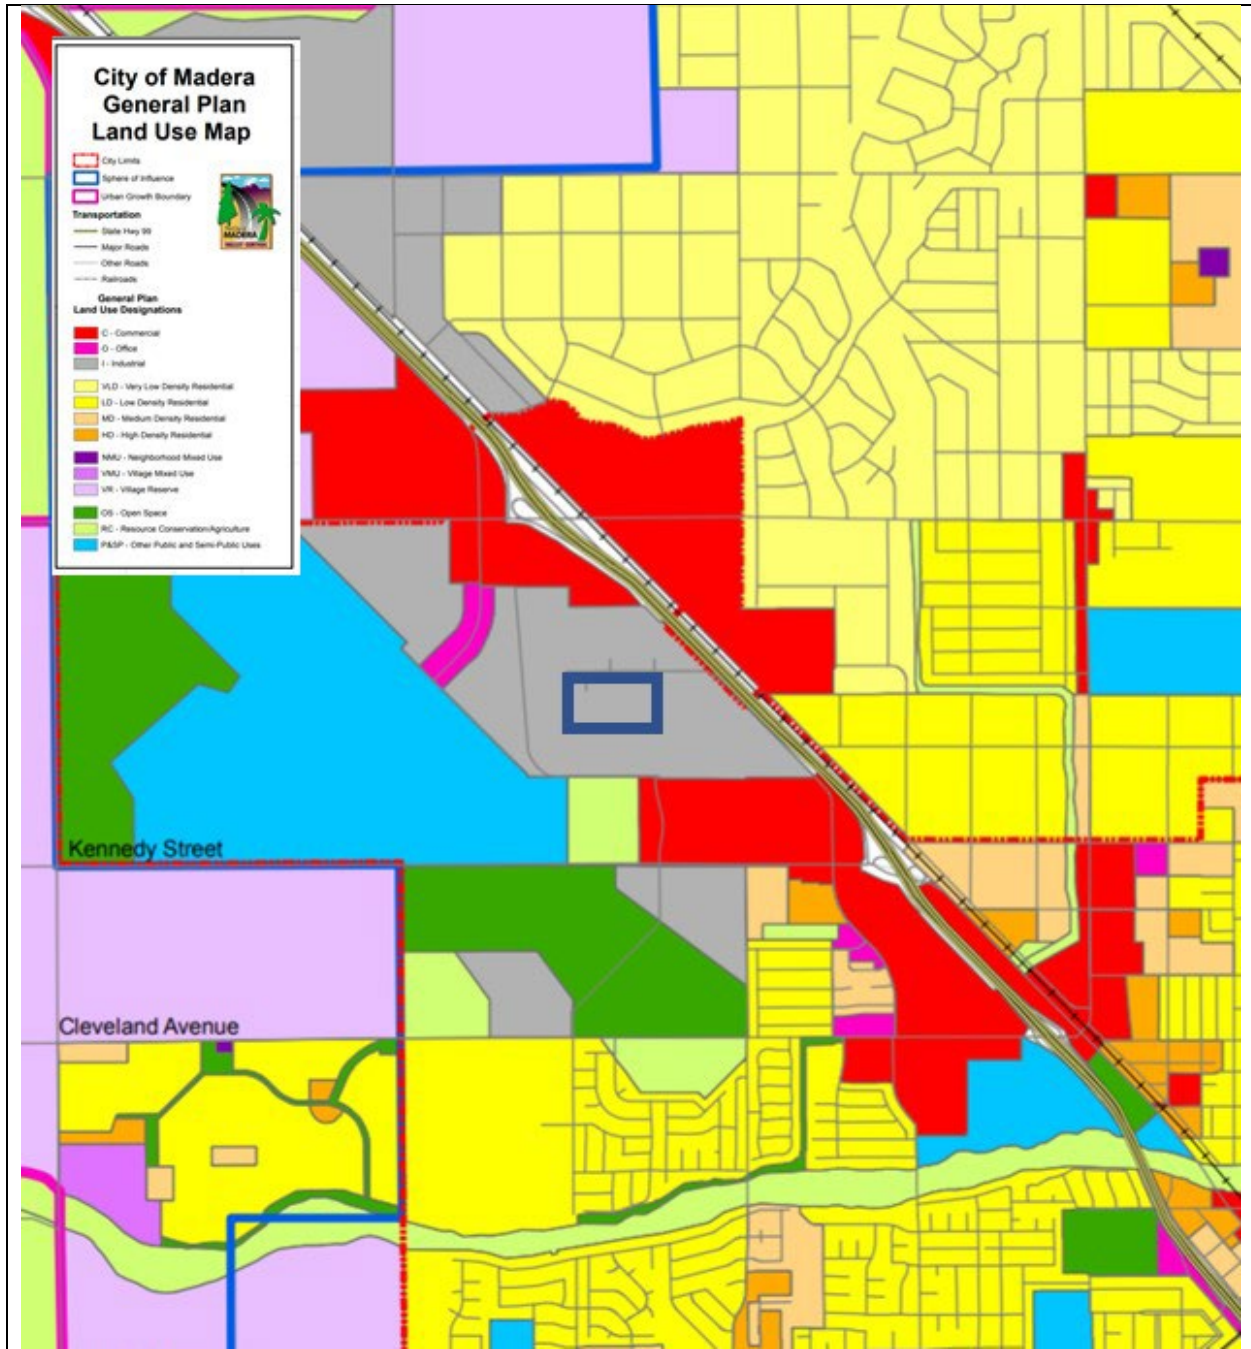 City of Madera
General Plan
Land Use Map
City Limits
Sphere of Influence
Urban Growth Boundary
Transportation
State Hwy 99
Major Roads
Other Roads
Railroads
MADERA
General Plan
Land Use Designations
C - Commercial
O - Office
I - Industrial
VLD - Very Low Density Residential
LD - Low Density Residential
MD - Medium Density Residential
HD - High Density Residential
NMU - Neighborhood Mixed Use
VMU - Village Mixed Use
VR - Village Reserve
OS - Open Space
RC - Resource Conservation/Agriculture
P&SP - Other Public and Semi-Public Uses
Kennedy Street
Cleveland Avenue